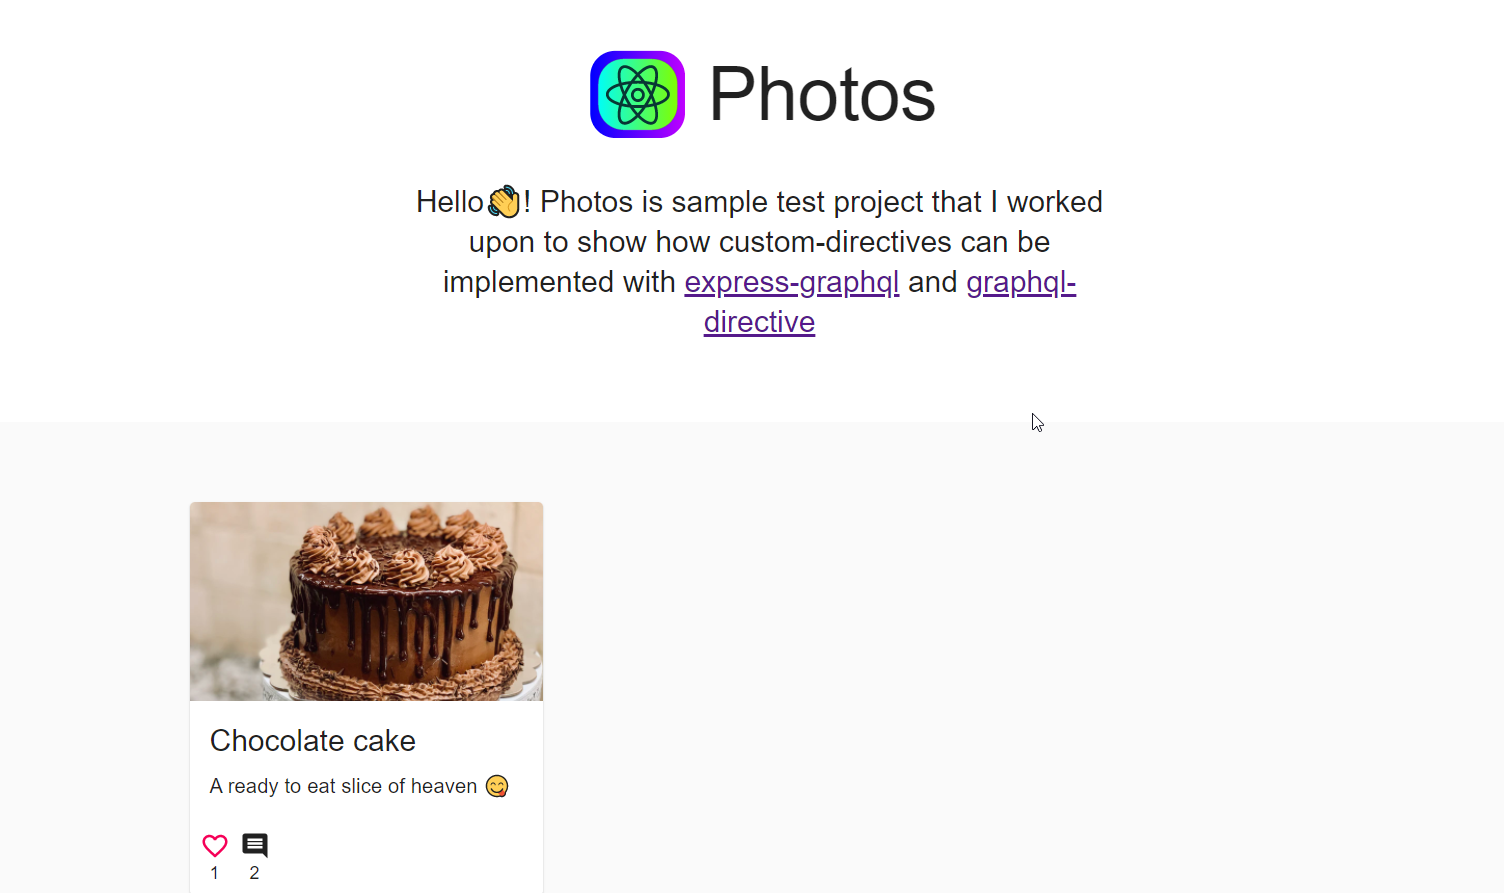 Photos
Hello👋! Photos is sample test project that I worked
upon to show how custom-directives can be
implemented with express-graphql and graphql-
directive
Chocolate cake
A ready to eat slice of heaven 😋
1 2